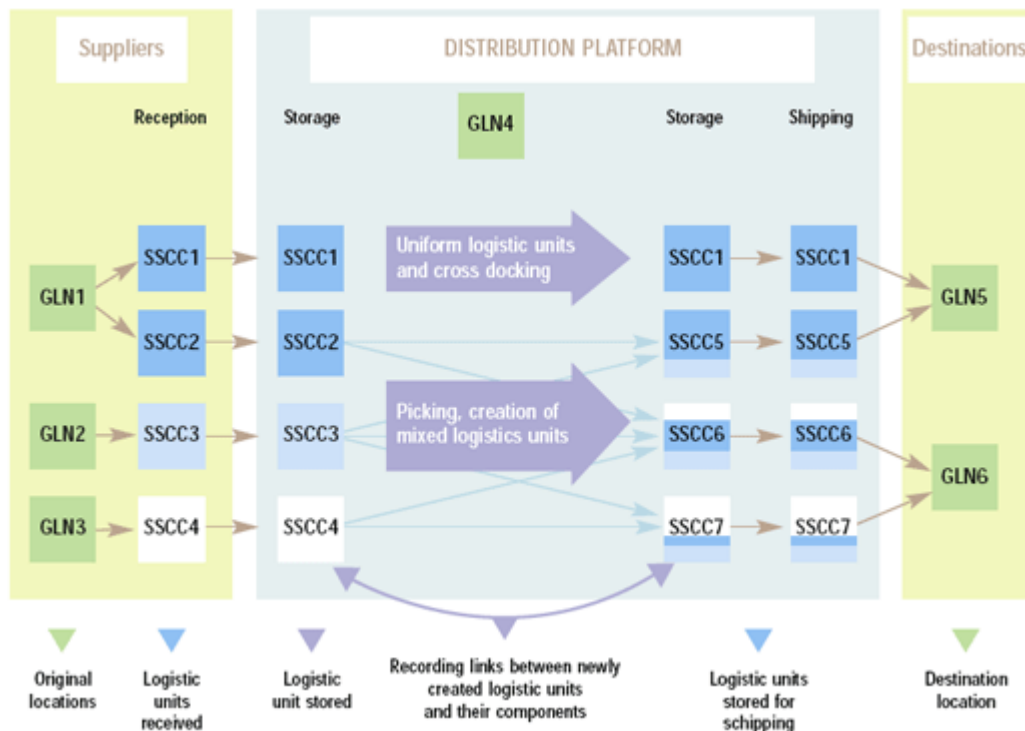 Suppliers
DISTRIBUTION PLATFORM
Destinations
Reception
Storage
GLN4
Storage
Shipping
SSCC1
SSCC1
Uniform logistic units
and cross docking
SSCC1
SSCC1
GLN1
GLN5
SSCC2
SSCC2
SSCC5
SSCC5
GLN2
SSCC3
SSCC3
Picking, creation of
mixed logistics units
SSCC6
SSCC6
GLN6
GLN3
SSCC4
SSCC4
SSCC7
SSCC7
Original
locations
Logistic
units
received
Logistic
unit stored
Recording links between newly
created logistic units
and their components
Logistic units
stored for
schipping
Destination
location